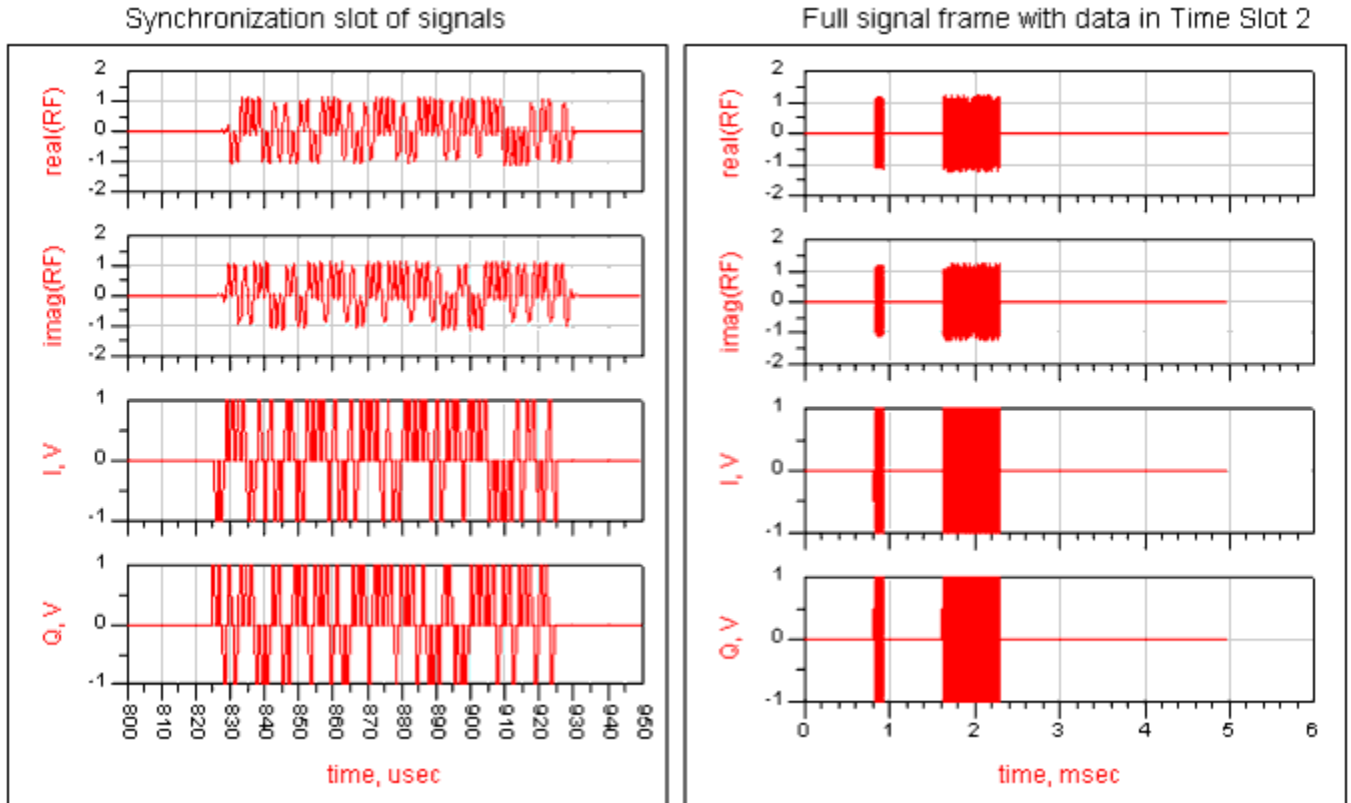 Synchronization slot of signals
Full signal frame with data in Time Slot 2
real(RF)
2
1
0
-1
-2
imag(RF)
2
1
0
-1
-2
I, V
1
0
-1
Q, V
1
0
-1
800 810 820 830 840 850 860 870 880 890 900 910 920 930 940 950
time, usec
real(RF)
2
1
0
-1
-2
imag(RF)
2
1
0
-1
-2
I, V
1
0
-1
Q, V
1
0
-1
0 1 2 3 4 5 6
time, msec